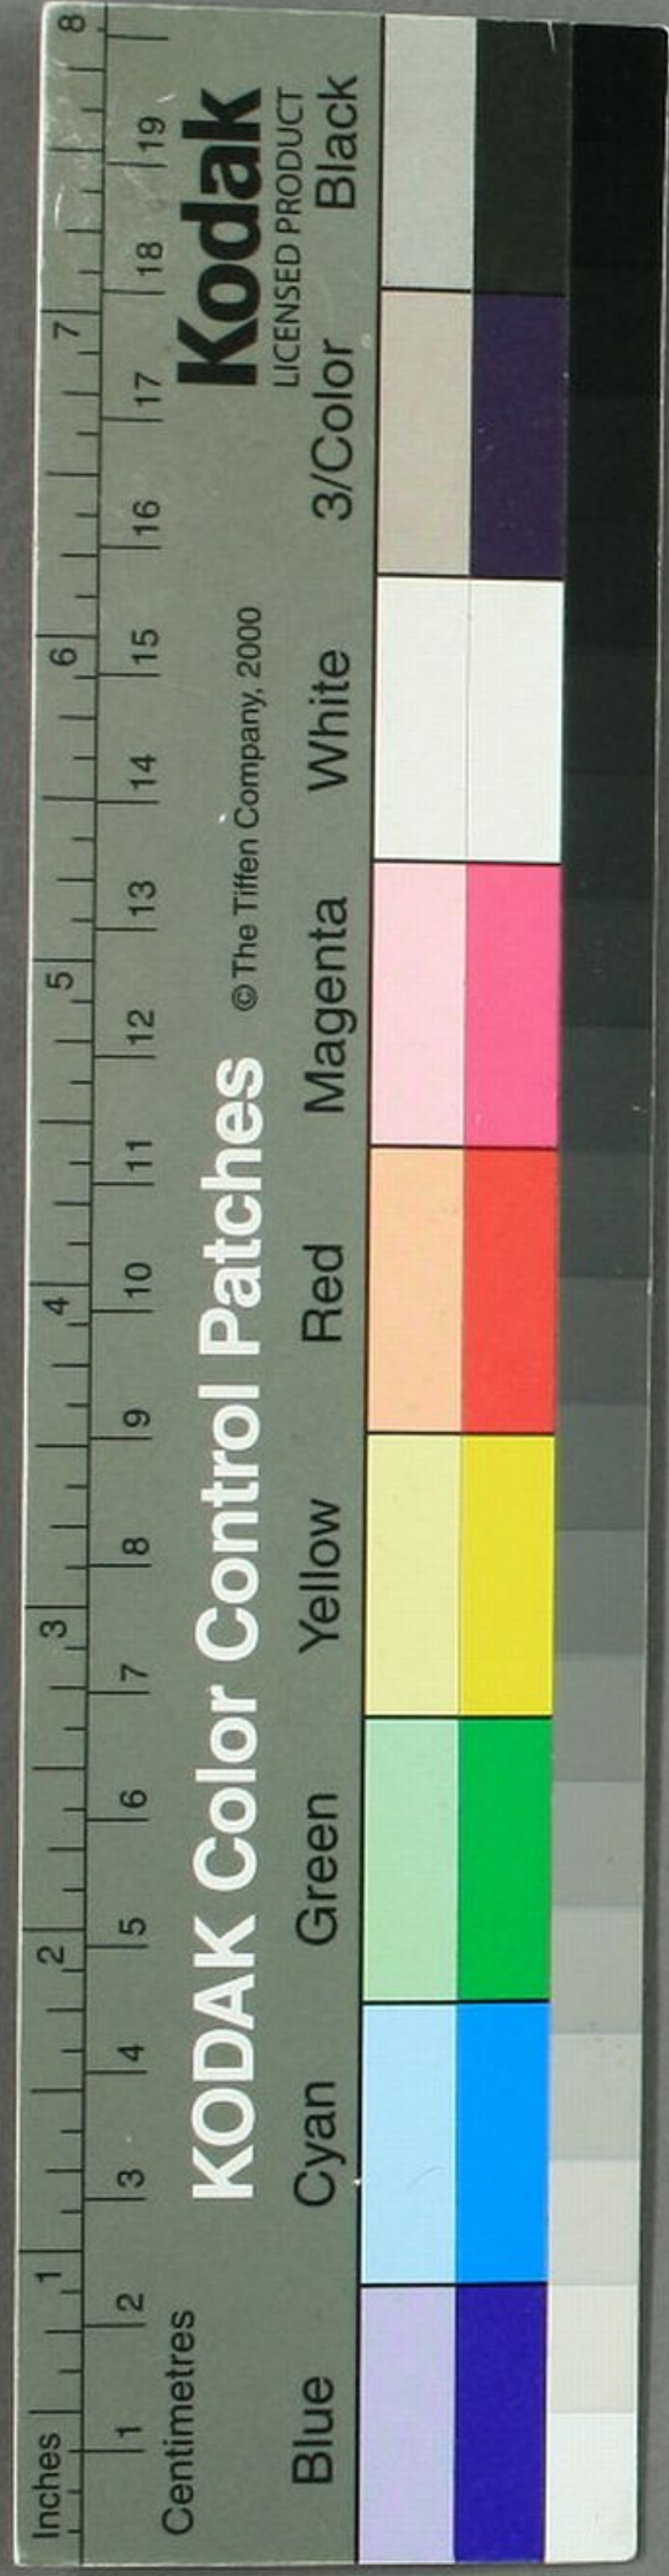 Inches 1 2 3 4 5 6 7 8
1 2 3 4 5 6 7 8 9 10 11 12 13 14 15 16 17 18 19
Centimetres
KODAK Color Control Patches © The Tiffen Company, 2000 Kodak
LICENSED PRODUCT
Blue Cyan Green Yellow Red Magenta White 3/Color Black